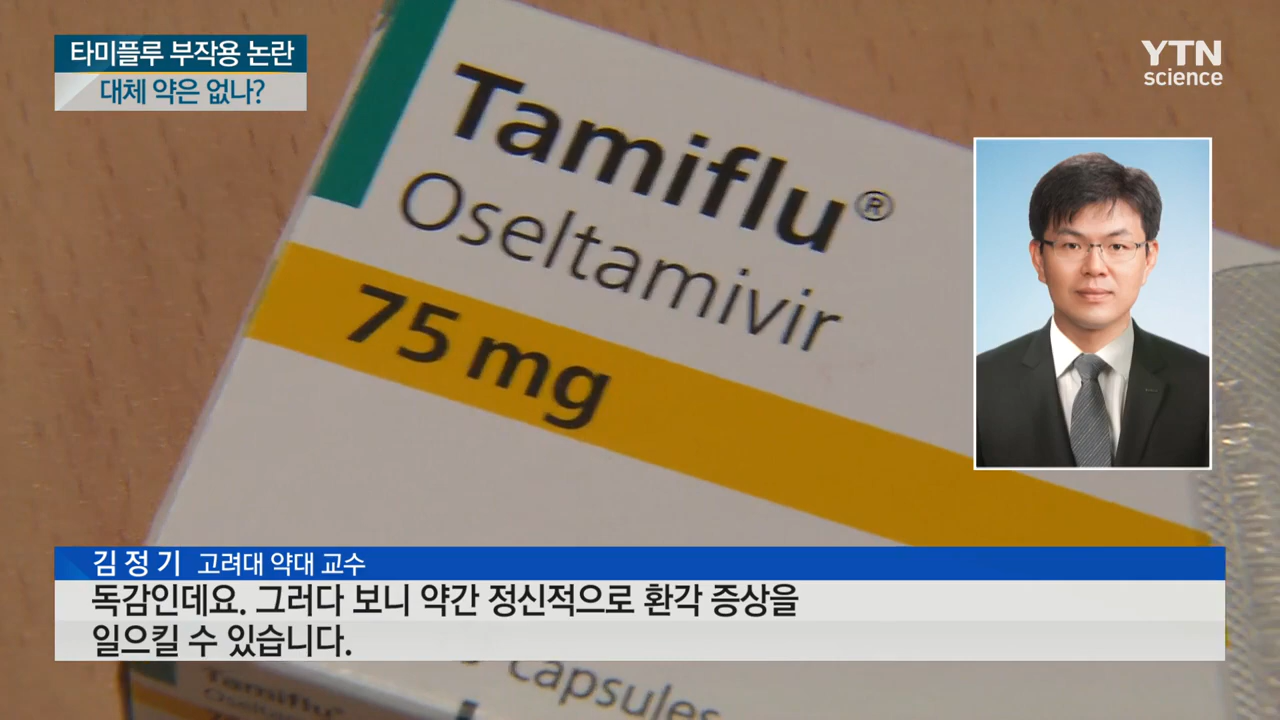 타미플루 부작용 논란
대체 약은 없나?
YTN
science
Tamiflu®
Oseltamivir
75 mg
김정기 고려대 약대 교수
독감인데요. 그러다 보니 약간 정신적으로 환각 증상을
일으킬 수 있습니다.
capsules
Tamiflu
Oseltamivir